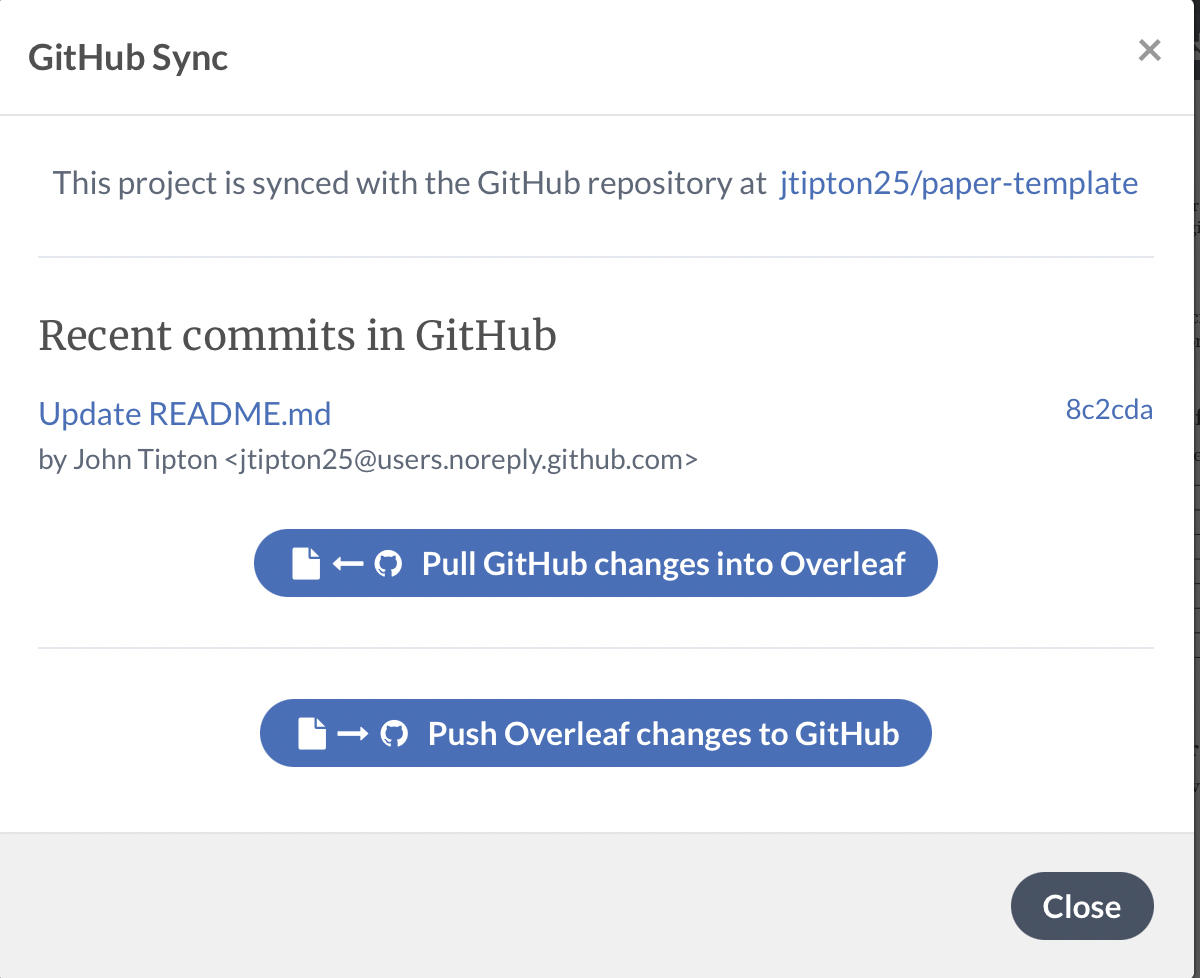 GitHub Sync
×
This project is synced with the GitHub repository at jtipton25/paper-template
Recent commits in GitHub
Update README.md
8c2cda
by John Tipton <jtipton25@users.noreply.github.com>
Pull GitHub changes into Overleaf
Push Overleaf changes to GitHub
Close